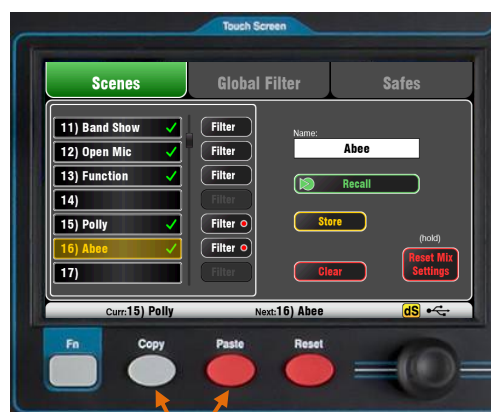 Touch Screen
Scenes
Global Filter
Safes
11) Band Show
Filter
12) Open Mic
Filter
13) Function
Filter
14)
Filter
15) Polly
Filter
16) Abee
Filter
17)
Filter
Name:
Abee
Recall
Store
(hold)
Clear
Reset Mix
Settings
Curr:15) Polly
Next:16) Abee
dS
Fn
Copy
Paste
Reset